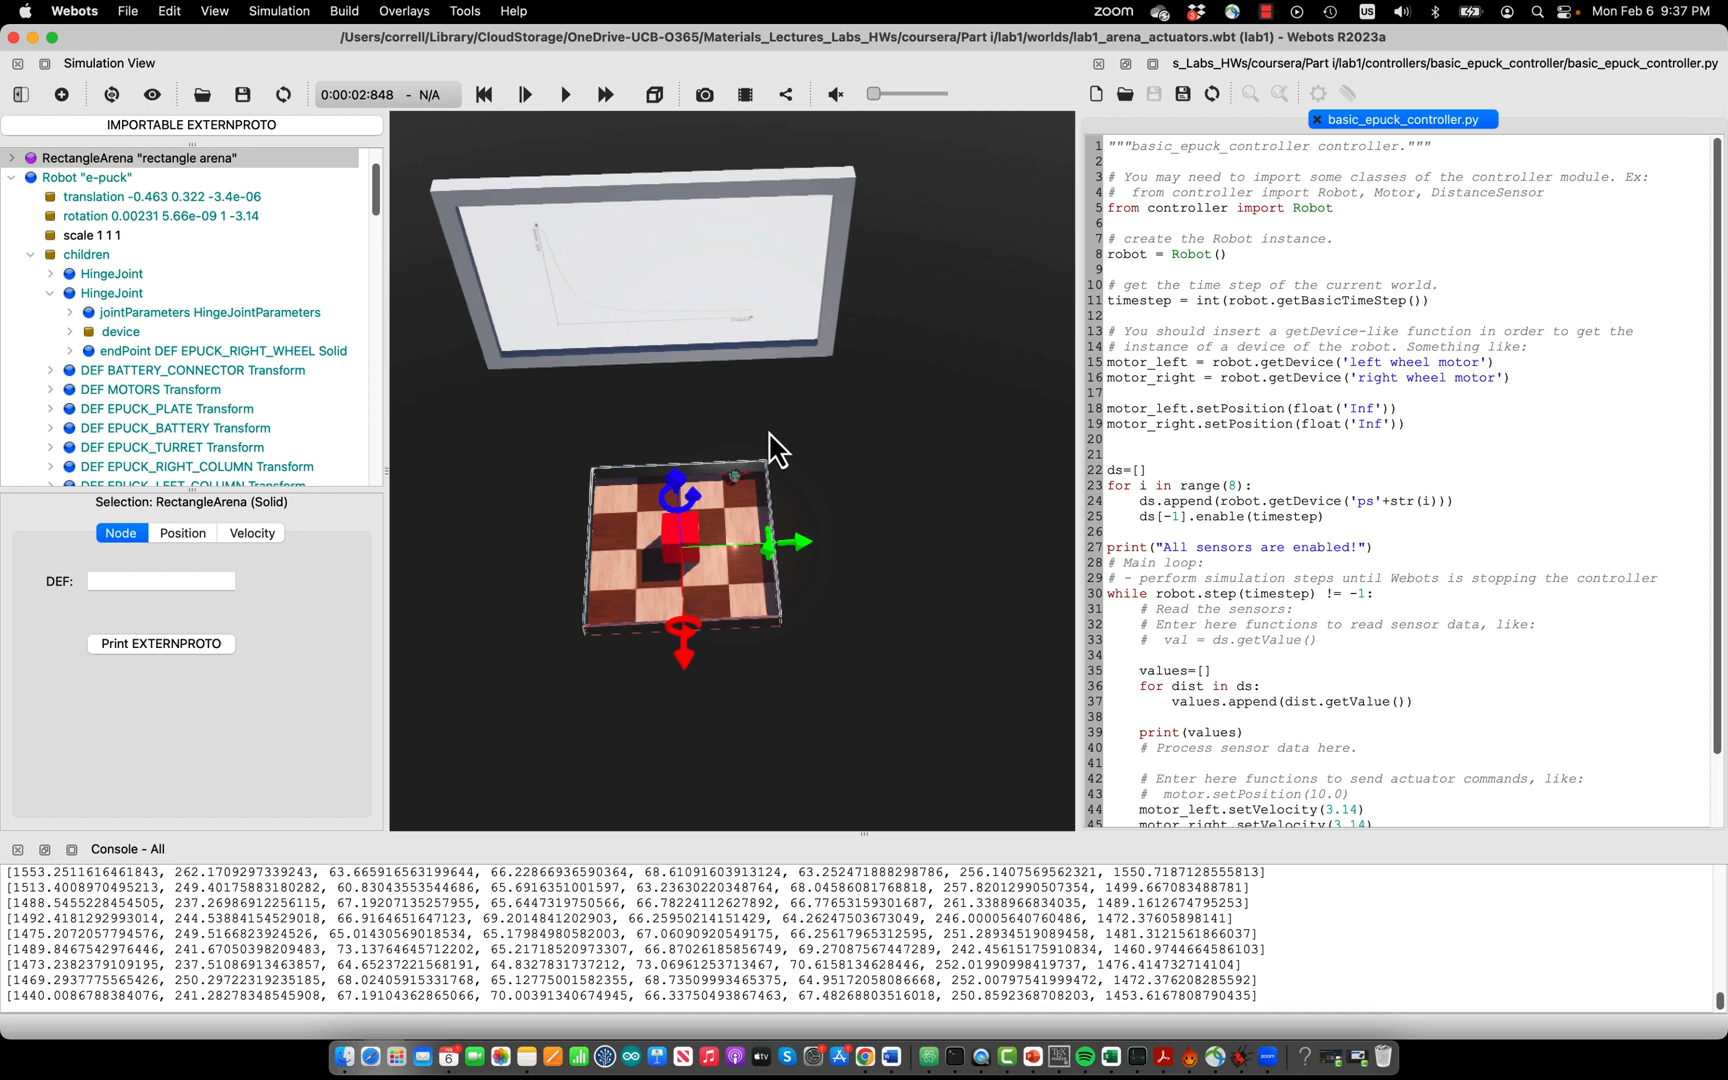 Webots File Edit View Simulation Build Overlays Tools Help zoom US Mon Feb 6 9:37 PM
/Users/correll/Library/CloudStorage/OneDrive-UCB-O365/Materials_Lectures_Labs_HWs/coursera/Part i/lab1/worlds/lab1_arena_actuators.wbt (lab1) - Webots R2023a
Simulation View
s_Labs_HWs/coursera/Part i/lab1/controllers/basic_epuck_controller/basic_epuck_controller.py
0:00:02:848 - N/A
IMPORTABLE EXTERNPROTO
RectangleArena "rectangle arena"
Robot "e-puck"
translation -0.463 0.322 -3.4e-06
rotation 0.00231 5.66e-09 1 -3.14
scale 1 1 1
children
HingeJoint
HingeJoint
jointParameters HingeJointParameters
device
endPoint DEF EPUCK_RIGHT_WHEEL Solid
DEF BATTERY_CONNECTOR Transform
DEF MOTORS Transform
DEF EPUCK_PLATE Transform
DEF EPUCK_BATTERY Transform
DEF EPUCK_TURRET Transform
DEF EPUCK_RIGHT_COLUMN Transform
DEF EPUCK_LEFT_COLUMN Transform
Selection: RectangleArena (Solid)
Node Position Velocity
DEF:
Print EXTERNPROTO
basic_epuck_controller.py
1 """basic_epuck_controller controller."""
2
3 # You may need to import some classes of the controller module. Ex:
4 #  from controller import Robot, Motor, DistanceSensor
5 from controller import Robot
6
7 # create the Robot instance.
8 robot = Robot()
9
10 # get the time step of the current world.
11 timestep = int(robot.getBasicTimeStep())
12
13 # You should insert a getDevice-like function in order to get the
14 # instance of a device of the robot. Something like:
15 motor_left = robot.getDevice('left wheel motor')
16 motor_right = robot.getDevice('right wheel motor')
17
18 motor_left.setPosition(float('Inf'))
19 motor_right.setPosition(float('Inf'))
20
21
22 ds=[]
23 for i in range(8):
24     ds.append(robot.getDevice('ps'+str(i)))
25     ds[-1].enable(timestep)
26
27 print("All sensors are enabled!")
28 # Main loop:
29 # - perform simulation steps until Webots is stopping the controller
30 while robot.step(timestep) != -1:
31     # Read the sensors:
32     # Enter here functions to read sensor data, like:
33     #  val = ds.getValue()
34
35     values=[]
36     for dist in ds:
37         values.append(dist.getValue())
38
39     print(values)
40     # Process sensor data here.
41
42     # Enter here functions to send actuator commands, like:
43     #  motor.setPosition(10.0)
44     motor_left.setVelocity(3.14)
45     motor_right.setVelocity(3.14)
Console - All
[1553.2511616461843, 262.1709297339243, 63.665916563199644, 66.22866936590364, 68.61091603913124, 63.252471888298786, 256.1407569562321, 1550.7187128555813]
[1513.4008970495213, 249.40175883180282, 60.83043553544686, 65.6916351001597, 63.23630220348764, 68.04586081768818, 257.82012990507354, 1499.667083488781]
[1488.5455228454505, 237.26986912256115, 67.19207135257955, 65.6447319750566, 66.78224112627892, 66.77653159301687, 261.3388966834035, 1489.1612674795253]
[1492.4181292993014, 244.53884154529018, 66.9164651647123, 69.2014841202903, 66.25950214151429, 64.26247503673049, 246.00005640760486, 1472.37605898141]
[1475.2072057794576, 249.5166823924526, 65.01430569018534, 65.17984980582003, 67.06090920549175, 66.25617965312595, 251.28934519089458, 1481.3121561866037]
[1489.8467542976446, 241.67050398209483, 73.13764645712202, 65.21718520973307, 66.87026185856749, 69.27087567447289, 242.45615175910834, 1460.9744664586103]
[1473.2382379109195, 237.51086913463857, 64.65237221568191, 64.8327831737212, 73.06961253713467, 70.6158134628446, 252.01990998419737, 1476.414732714104]
[1469.2937775565426, 250.29722319235185, 68.02405915331768, 65.12775001582355, 68.73509993465375, 64.95172058086668, 252.00797541999472, 1472.376208285592]
[1440.0086788384076, 241.28278348545908, 67.19104362865066, 70.00391340674945, 66.33750493867463, 67.48268803516018, 250.8592368708203, 1453.6167808790435]